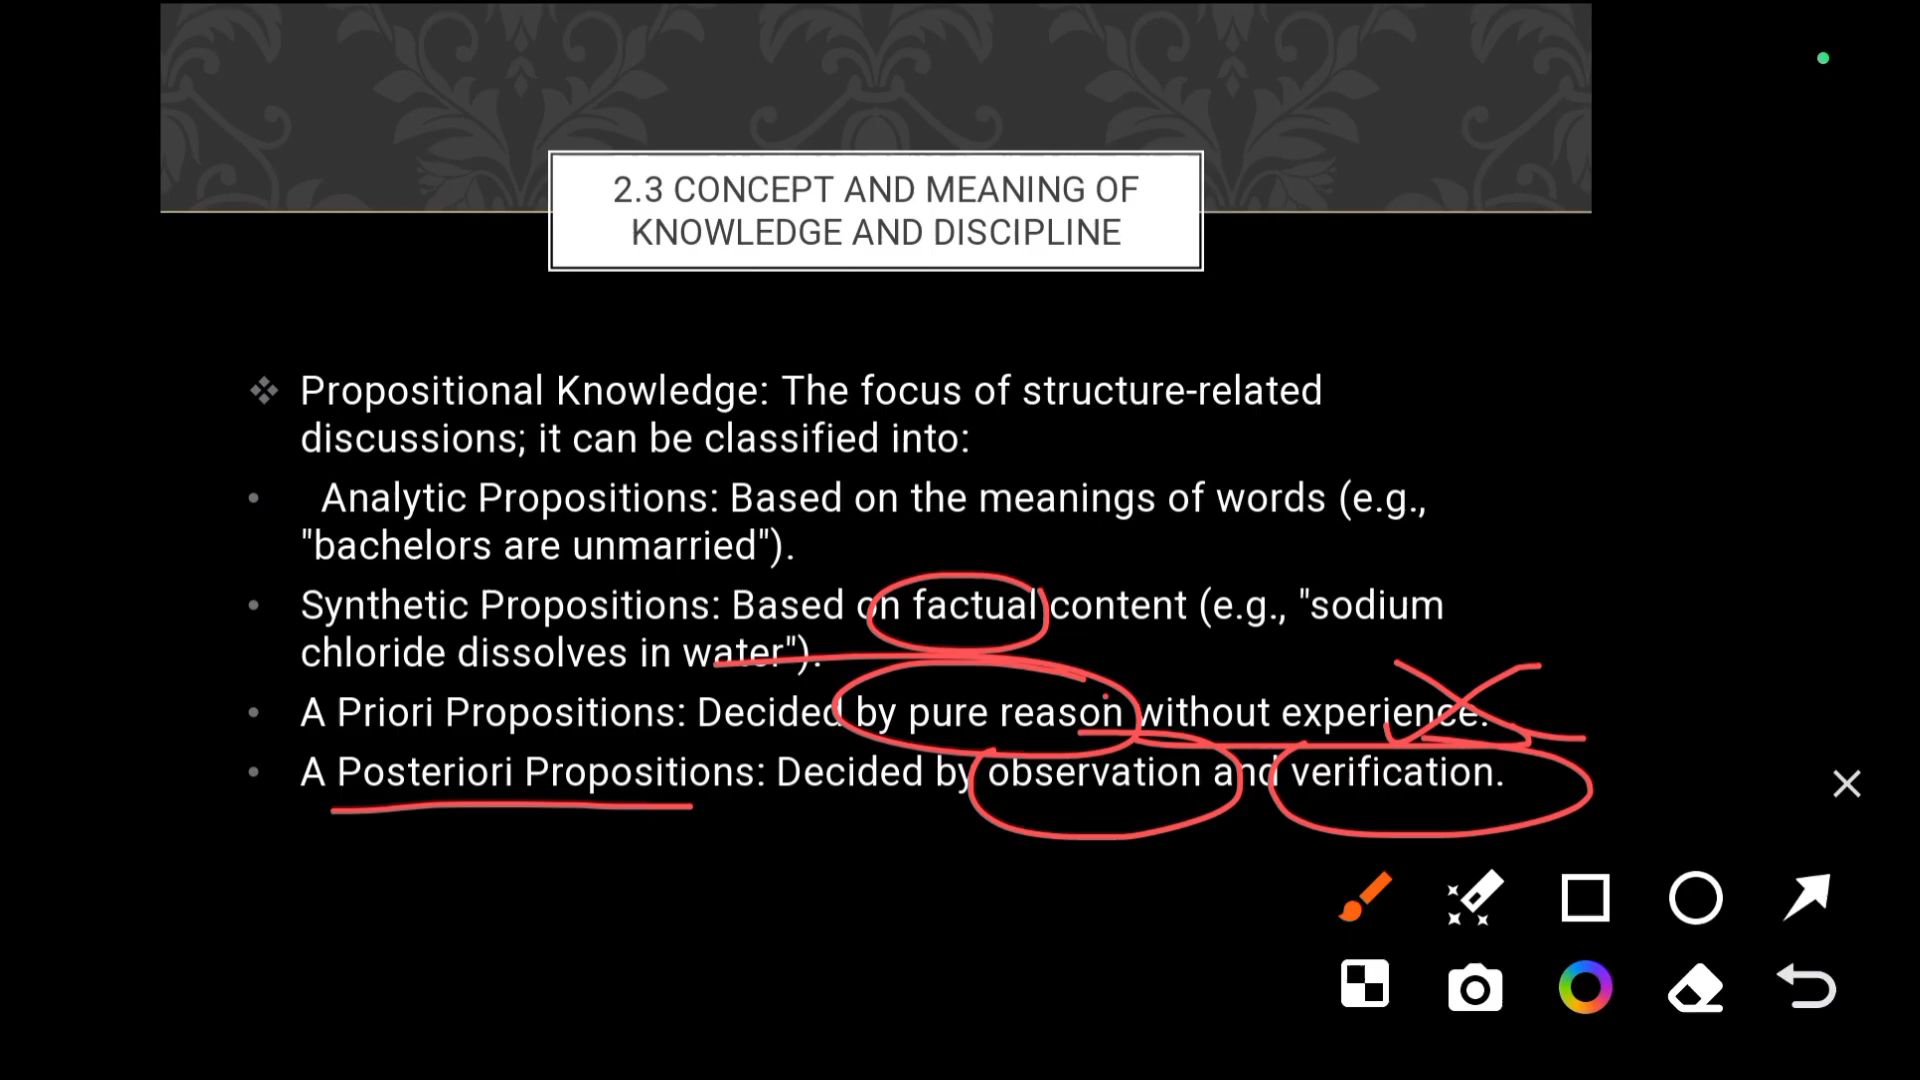 2.3 CONCEPT AND MEANING OF
KNOWLEDGE AND DISCIPLINE
❖ Propositional Knowledge: The focus of structure-related
discussions; it can be classified into:
• Analytic Propositions: Based on the meanings of words (e.g.,
"bachelors are unmarried").
• Synthetic Propositions: Based on factual content (e.g., "sodium
chloride dissolves in water").
• A Priori Propositions: Decided by pure reason without experience.
• A Posteriori Propositions: Decided by observation and verification.